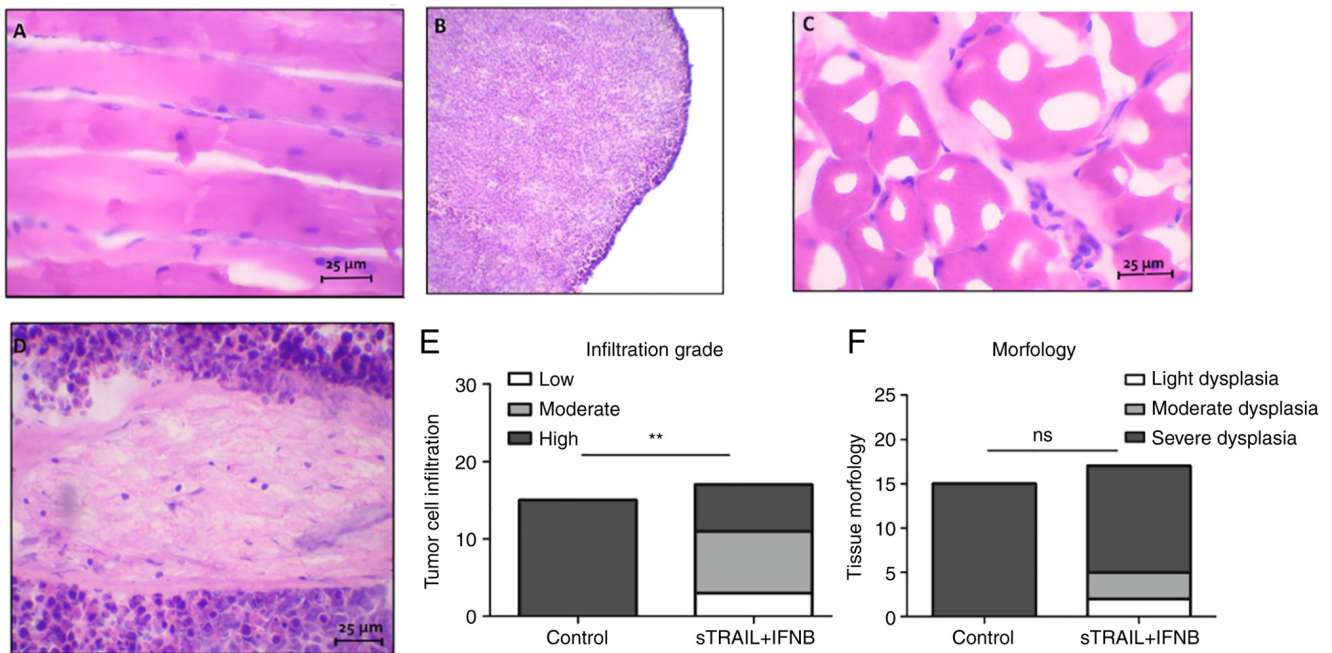 A
25 µm
B
C
25 µm
D
25 µm
E
Infiltration grade
Low
Moderate
High
**
Tumor cell infiltration
30
20
10
0
Control
sTRAIL+IFNB
F
Morfology
Light dysplasia
Moderate dysplasia
Severe dysplasia
ns
Tissue morphology
25
20
15
10
5
0
Control
sTRAIL+IFNB